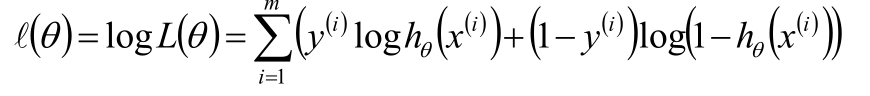 ℓ(θ)=log L(θ)=∑_{i=1}^{m}(y^{(i)} log h_θ(x^{(i)})+(1−y^{(i)})log(1−h_θ(x^{(i)}))